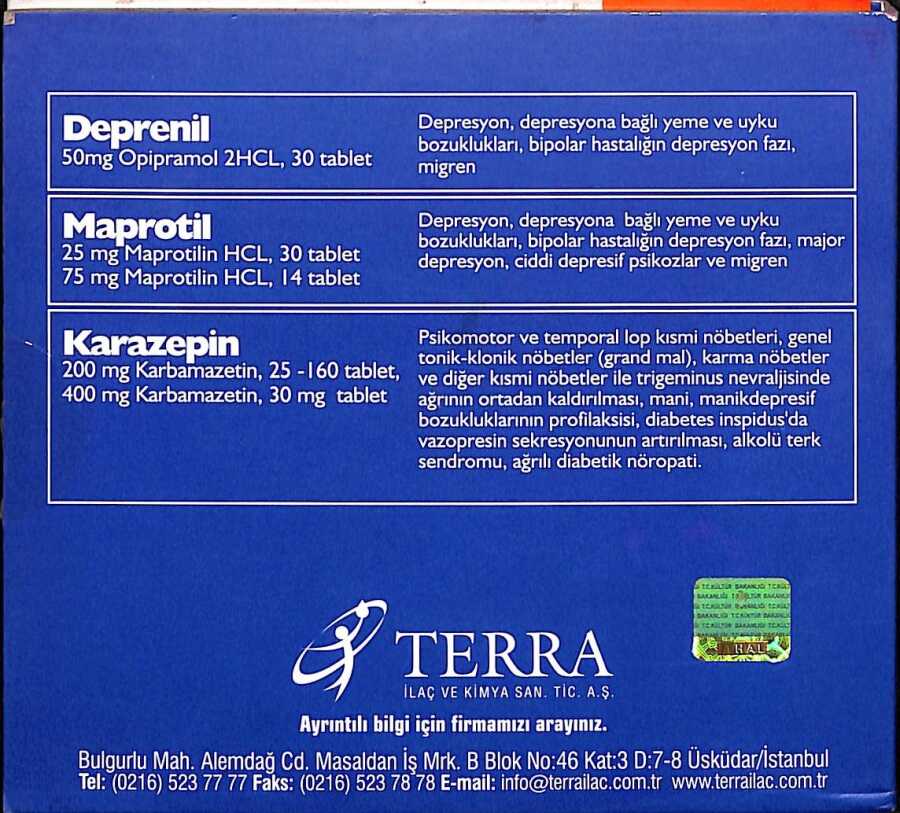 Deprenil
50mg Opipramol 2HCL, 30 tablet
Depresyon, depresyona bağlı yeme ve uyku
bozuklukları, bipolar hastalığın depresyon fazı,
migren
Maprotil
25 mg Maprotilin HCL, 30 tablet
75 mg Maprotilin HCL, 14 tablet
Depresyon, depresyona bağlı yeme ve uyku
bozuklukları, bipolar hastalığın depresyon fazı, major
depresyon, ciddi depresif psikozlar ve migren
Karazepin
200 mg Karbamazetin, 25 -160 tablet,
400 mg Karbamazetin, 30 mg tablet
Psikomotor ve temporal lop kısmi nöbetleri, genel
tonik-klonik nöbetler (grand mal), karma nöbetler
ve diğer kısmi nöbetler ile trigeminus nevraljisinde
ağrının ortadan kaldırılması, mani, manikdepresif
bozukluklarının profilaksisi, diabetes inspidus'da
vazopresin sekresyonunun artırılması, alkolü terk
sendromu, ağrılı diabetik nöropati.
TERRA
İLAÇ VE KİMYA SAN. TİC. A.Ş.
Ayrıntılı bilgi için firmamızı arayınız.
Bulgurlu Mah. Alemdağ Cd. Masaldan İş Mrk. B Blok No:46 Kat:3 D:7-8 Üsküdar/İstanbul
Tel: (0216) 523 77 77 Faks: (0216) 523 78 78 E-mail: info@terrailac.com.tr www.terrailac.com.tr